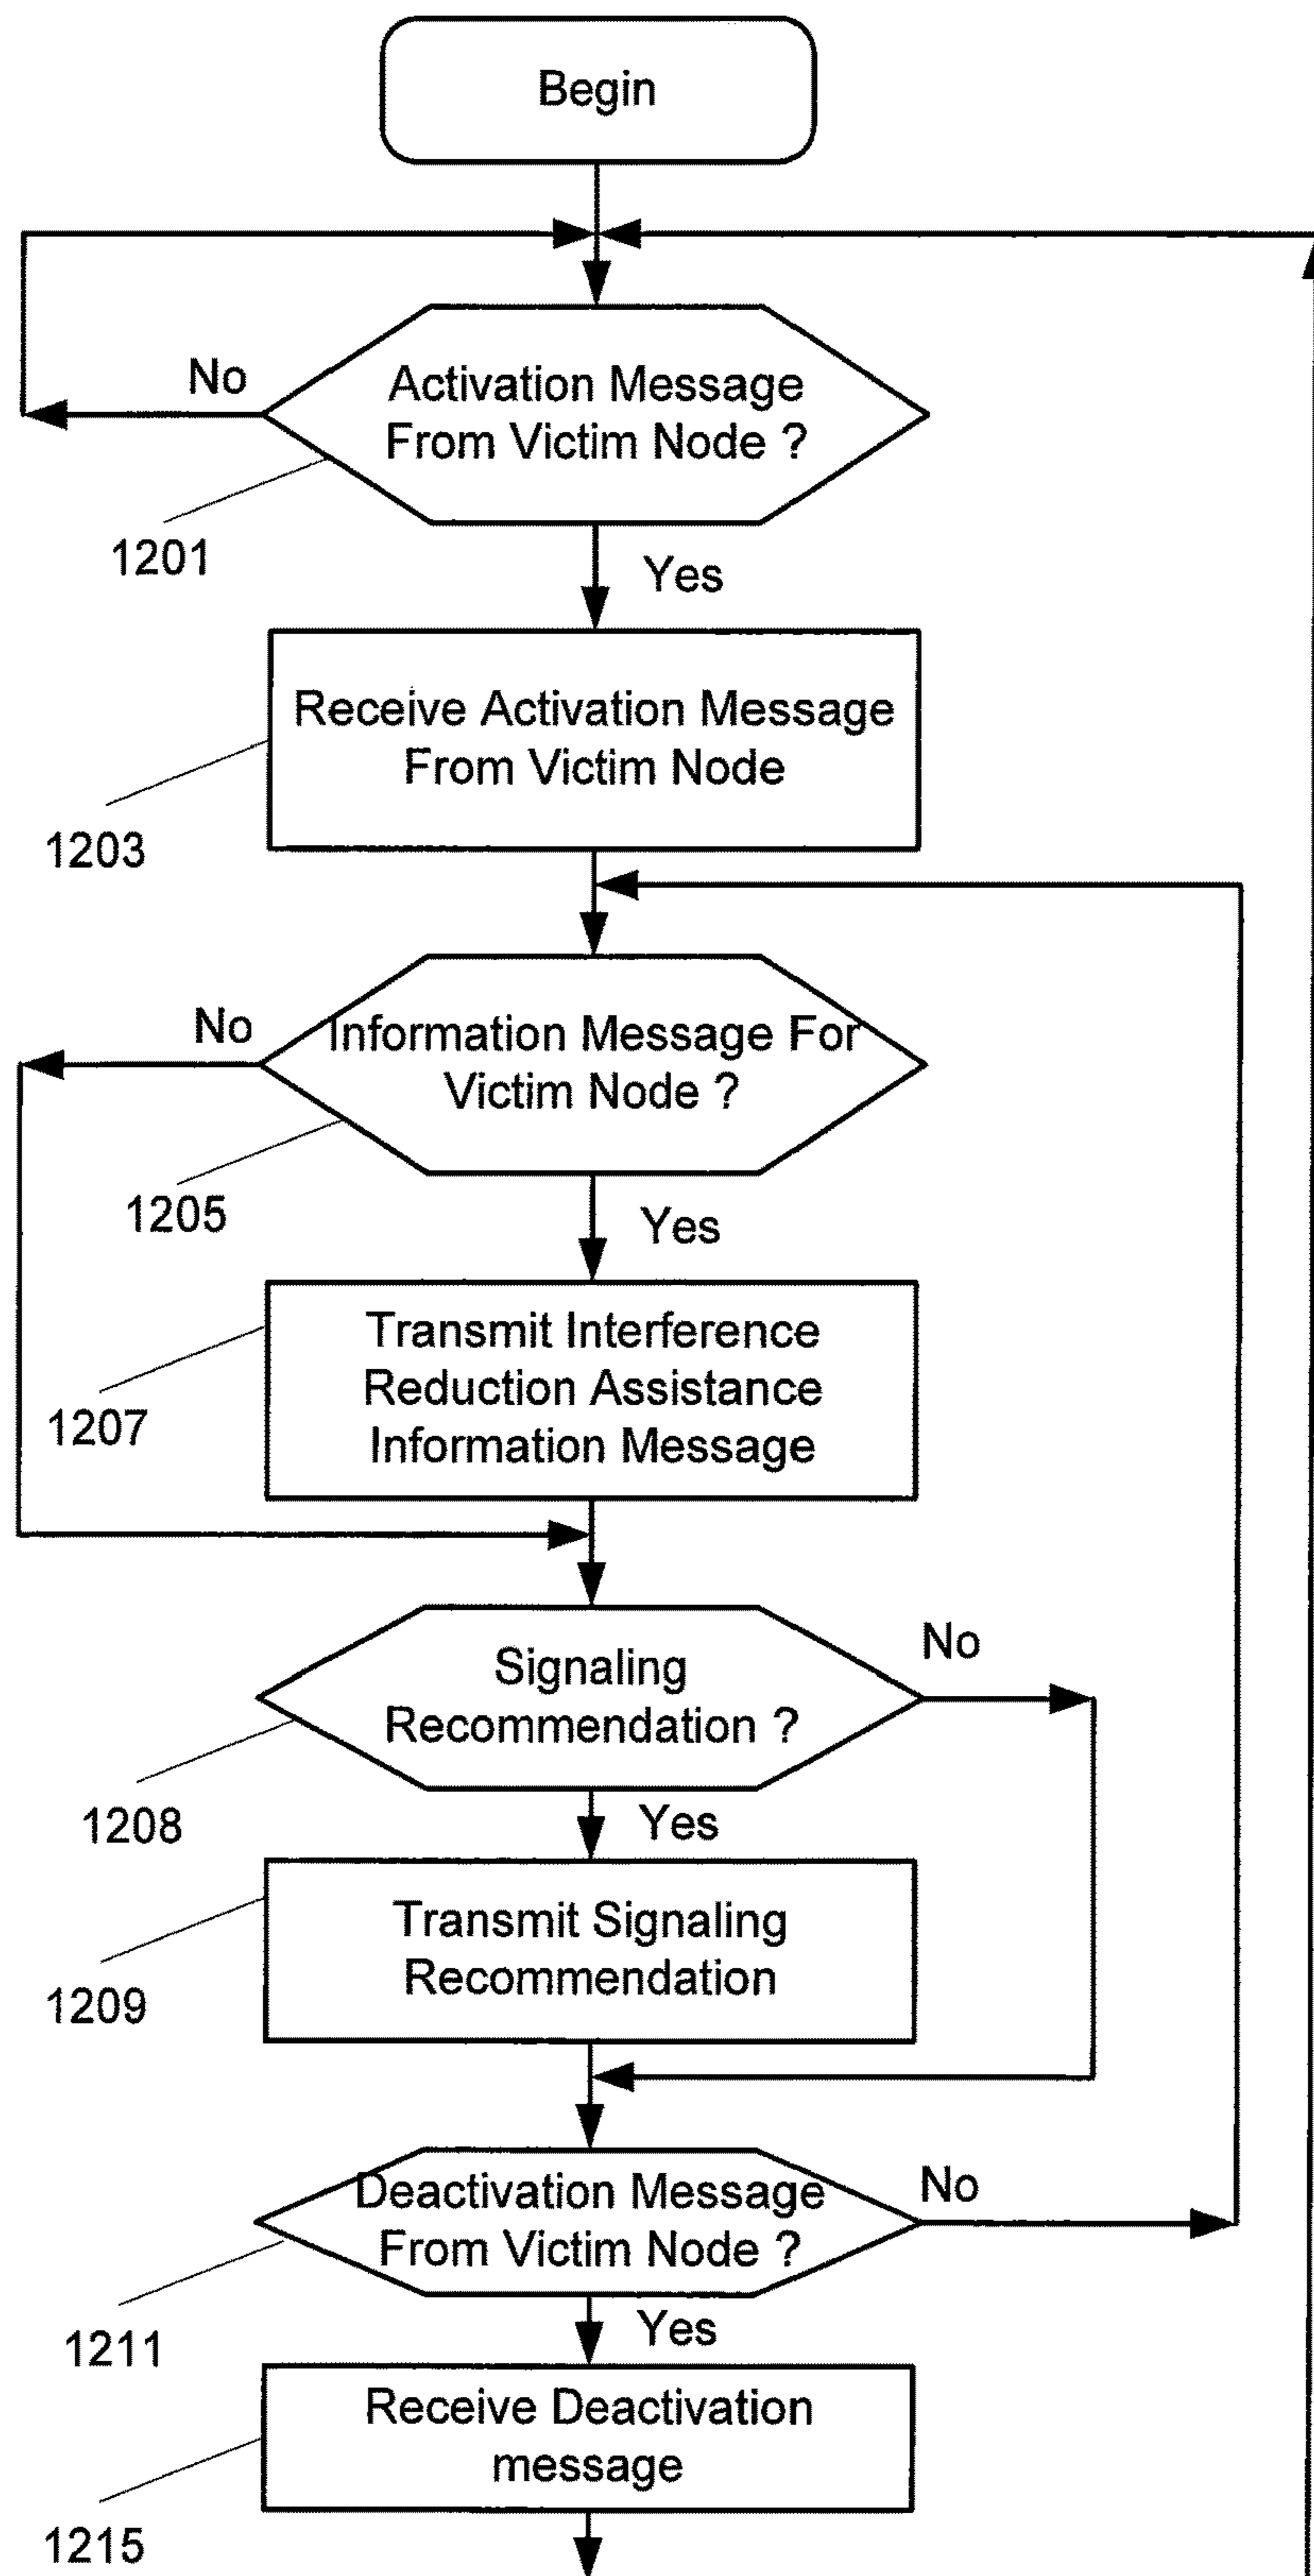 Begin
No
Activation Message
From Victim Node ?
1201
Yes
Receive Activation Message
From Victim Node
1203
No
Information Message For
Victim Node ?
1205
Yes
Transmit Interference
Reduction Assistance
Information Message
1207
No
Signaling
Recommendation ?
1208
Yes
Transmit Signaling
Recommendation
1209
Deactivation Message
From Victim Node ?
No
1211
Yes
Receive Deactivation
message
1215